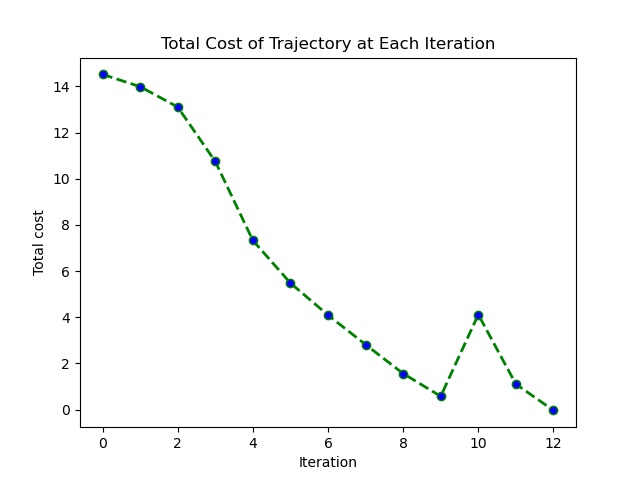 Total Cost of Trajectory at Each Iteration
14
12
10
8
6
4
2
0
Total cost
0 2 4 6 8 10 12
Iteration